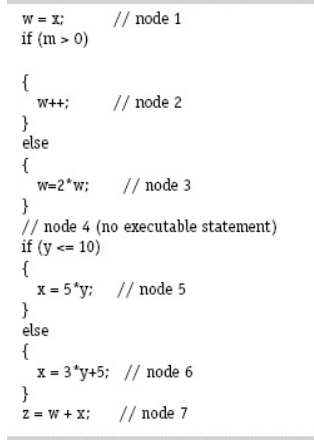 w = x; // node 1
if (m > 0)
{
w++; // node 2
}
else
{
w=2*w; // node 3
}
// node 4 (no executable statement)
if (y <= 10)
{
x = 5*y; // node 5
}
else
{
x = 3*y+5; // node 6
}
z = w + x; // node 7